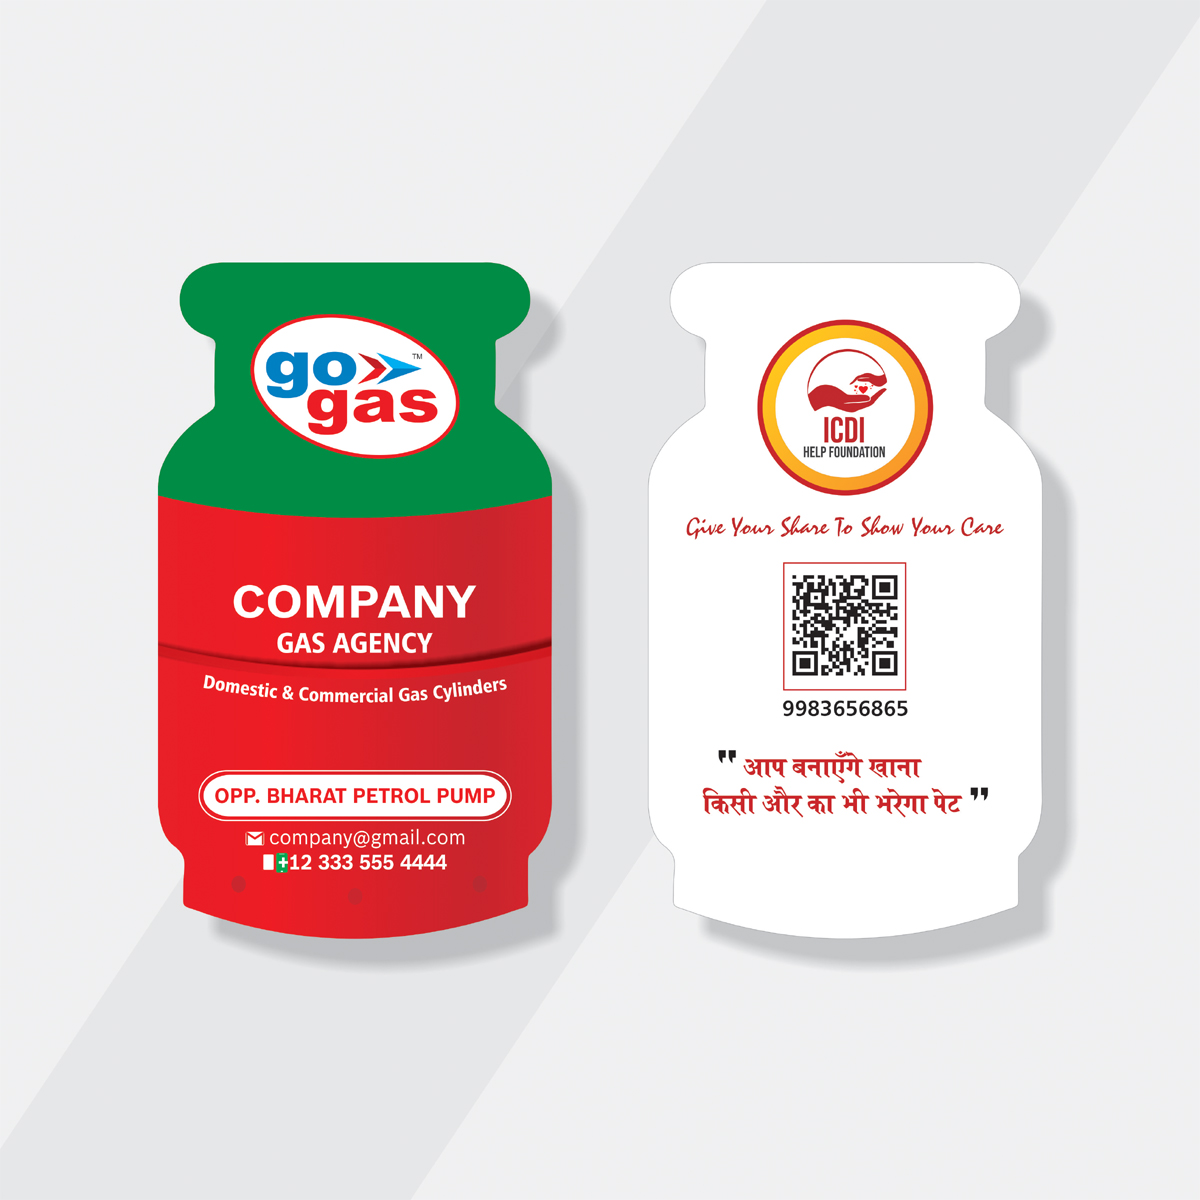 go
gas
TM
COMPANY
GAS AGENCY
Domestic & Commercial Gas Cylinders
OPP. BHARAT PETROL PUMP
company@gmail.com
+12 333 555 4444
ICDI
HELP FOUNDATION
Give Your Share To Show Your Care
9983656865
" आप बनाएँगे खाना
किसी और का भी भरेगा पेट "